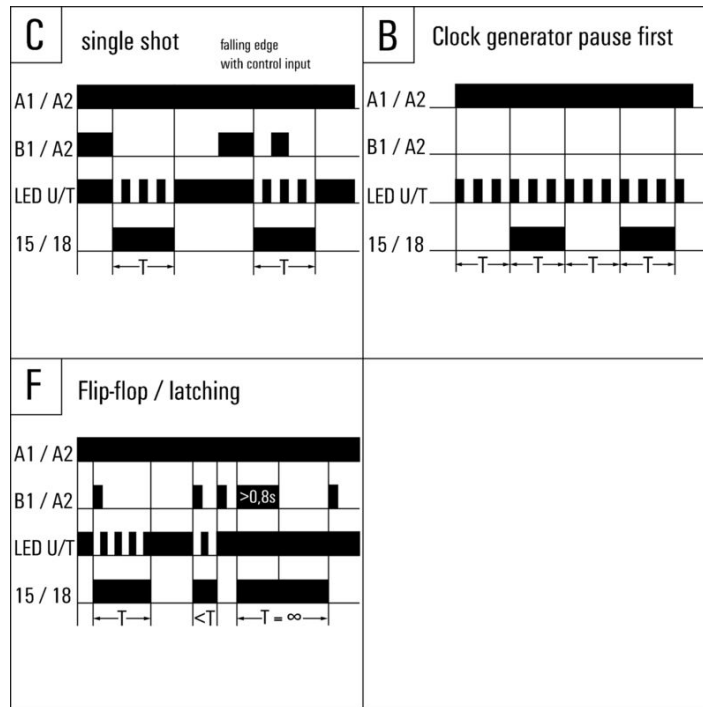 C single shot
falling edge
with control input
A1 / A2
B1 / A2
LED U/T
15 / 18
T T
B Clock generator pause first
A1 / A2
B1 / A2
LED U/T
15 / 18
T T T T
F Flip-flop / latching
A1 / A2
B1 / A2 >0,8s
LED U/T
15 / 18
T <T T = ∞